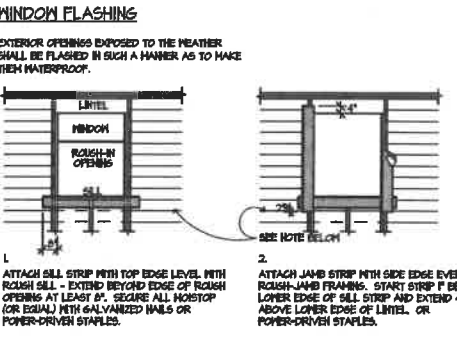 WINDOW FLASHING
EXTERIOR OPENINGS EXPOSED TO THE WEATHER
SHALL BE FLASHED IN SUCH A MANNER AS TO MAKE
THEM WATERPROOF.
LINTEL
WINDOW
ROUGH-IN
OPENING
SILL
SEE NOTE BELOW
1.
ATTACH SILL STRIP WITH TOP EDGE LEVEL WITH
ROUGH SILL - EXTEND BEYOND EDGE OF ROUGH
OPENING AT LEAST 8". SECURE ALL MOISTOP
(OR EQUAL) WITH GALVANIZED NAILS OR
POWER-DRIVEN STAPLES.
2.
ATTACH JAMB STRIP WITH SIDE EDGE EVEN
ROUGH-JAMB FRAMING. START STRIP 1" BE
LOWER EDGE OF SILL STRIP AND EXTEND 4
ABOVE LOWER EDGE OF LINTEL. OR
POWER-DRIVEN STAPLES.